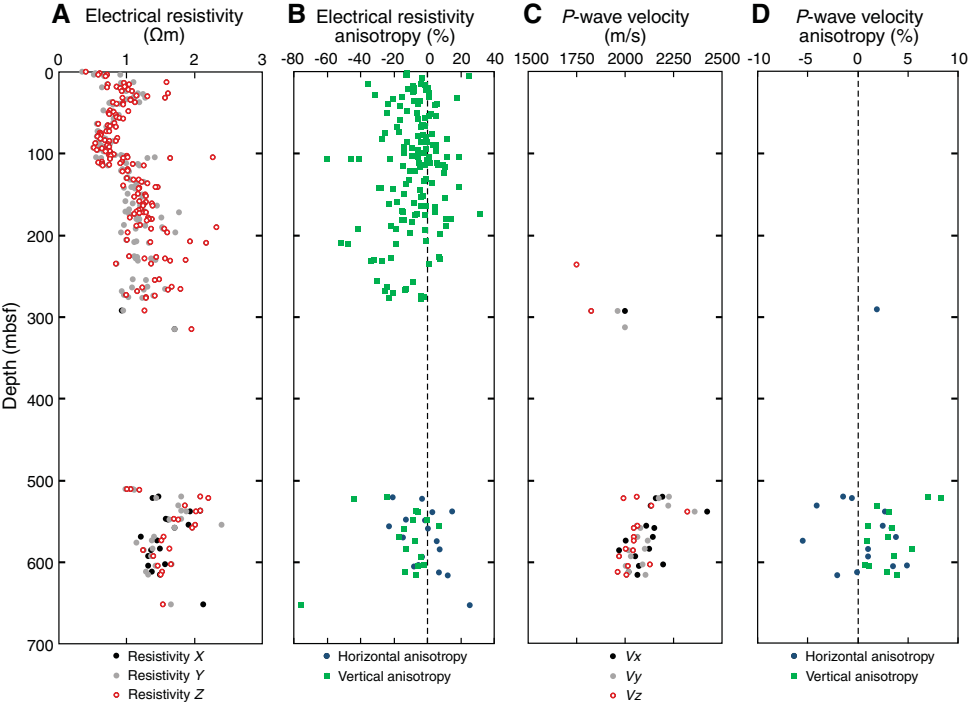 A Electrical resistivity
(Ωm)
0 1 2 3
B Electrical resistivity
anisotropy (%)
-80 -60 -40 -20 0 20 40
C P-wave velocity
(m/s)
1500 1750 2000 2250 2500
D P-wave velocity
anisotropy (%)
-10 -5 0 5 10
Depth (mbsf)
0
100
200
300
400
500
600
700
Resistivity X
Resistivity Y
Resistivity Z
Horizontal anisotropy
Vertical anisotropy
Vx
Vy
Vz
Horizontal anisotropy
Vertical anisotropy